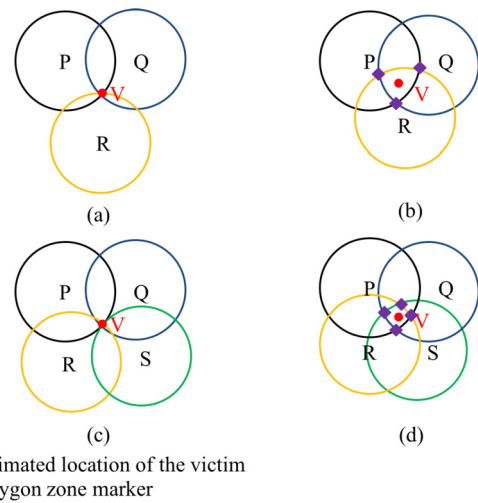 P Q
V
R
(a)
P Q
V
R
(b)
P Q
V
R S
(c)
P Q
V
R S
(d)
imated location of the victim
ygon zone marker